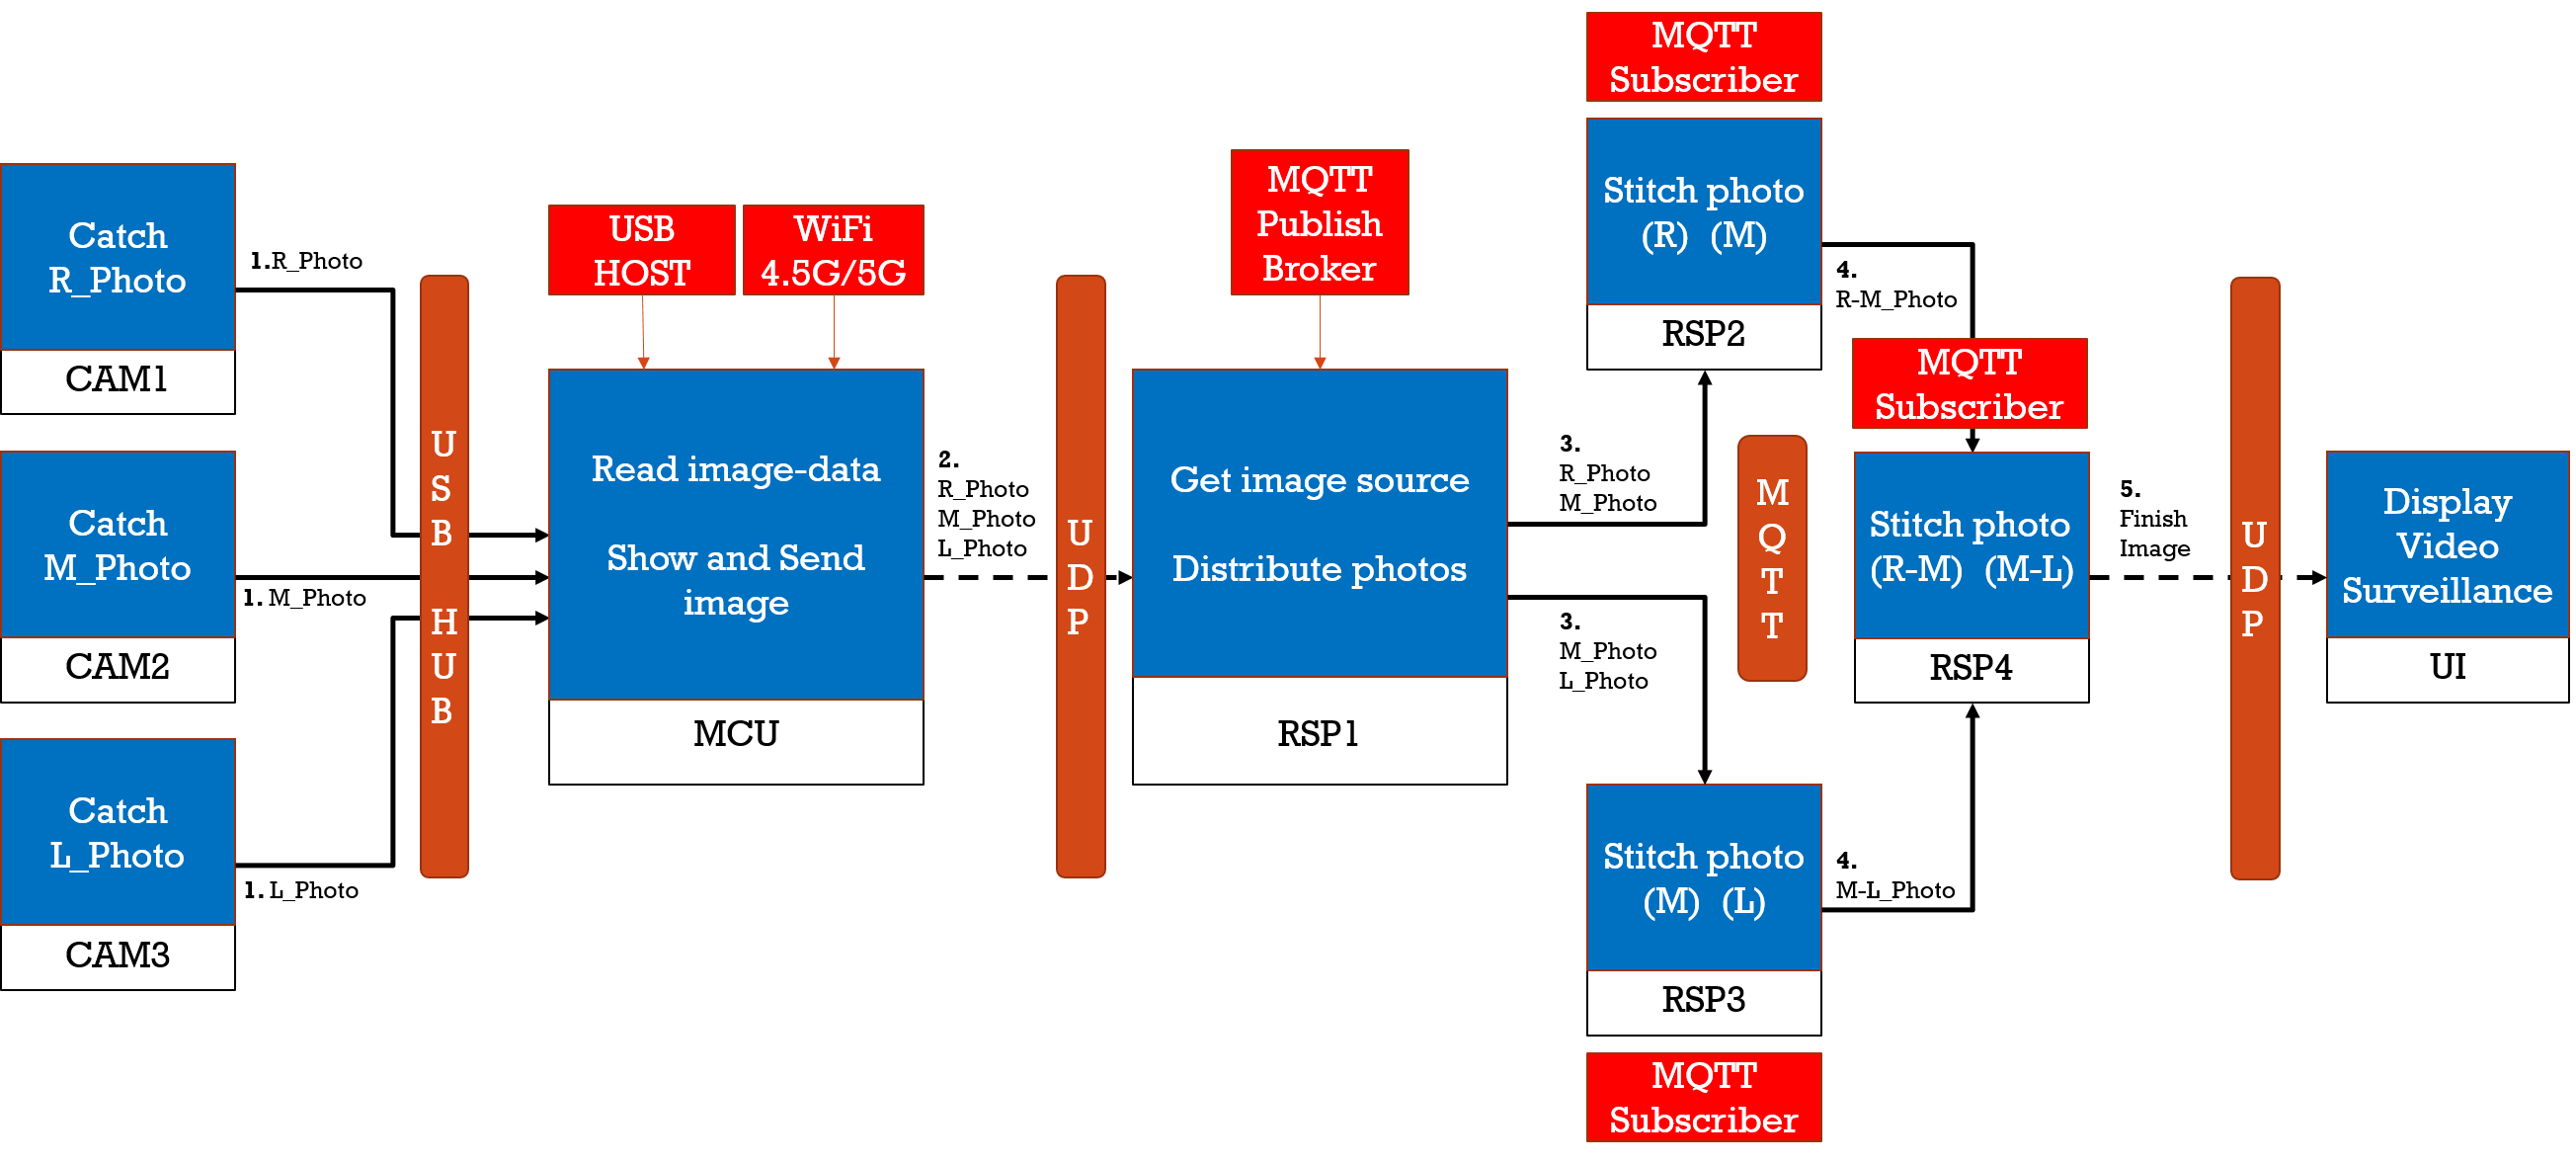 Catch
R_Photo
CAM1
Catch
M_Photo
CAM2
Catch
L_Photo
CAM3
1.R_Photo
1. M_Photo
1. L_Photo
U
S
B
H
U
B
USB
HOST
WiFi
4.5G/5G
Read image-data
Show and Send
image
MCU
2.
R_Photo
M_Photo
L_Photo
U
D
P
MQTT
Publish
Broker
Get image source
Distribute photos
RSP1
3.
R_Photo
M_Photo
3.
M_Photo
L_Photo
MQTT
Subscriber
Stitch photo
(R) (M)
RSP2
M
Q
T
T
Stitch photo
(M) (L)
RSP3
MQTT
Subscriber
4.
R-M_Photo
4.
M-L_Photo
MQTT
Subscriber
Stitch photo
(R-M) (M-L)
RSP4
5.
Finish
Image
U
D
P
Display
Video
Surveillance
UI